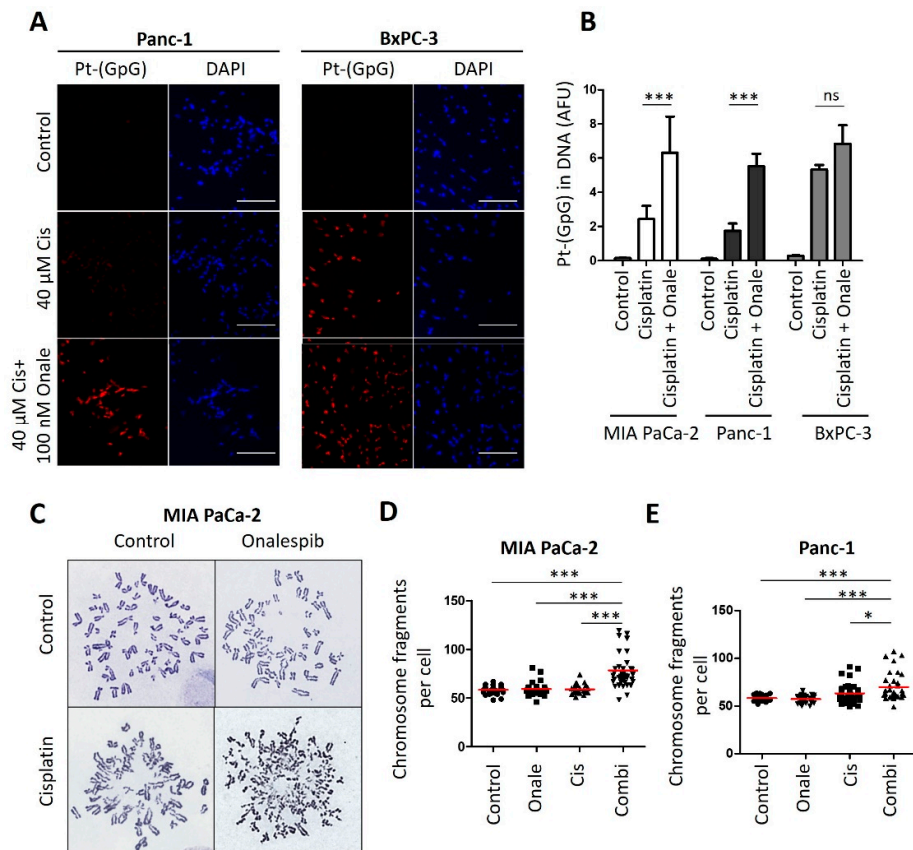 A
Panc-1
BxPC-3
Pt-(GpG)
DAPI
Pt-(GpG)
DAPI
Control
40 µM Cis
40 µM Cis+
100 nM Onale
B
Pt-(GpG) in DNA (AFU)
10
8
6
4
2
0
***
***
ns
Control
Cisplatin
Cisplatin + Onale
Control
Cisplatin
Cisplatin + Onale
Control
Cisplatin
Cisplatin + Onale
MIA PaCa-2
Panc-1
BxPC-3
C
MIA PaCa-2
Control
Onalespib
Control
Cisplatin
D
MIA PaCa-2
***
***
***
Chromosome fragments
per cell
150
100
50
0
Control
Onale
Cis
Combi
E
Panc-1
***
***
*
Chromosome fragments
per cell
150
100
50
0
Control
Onale
Cis
Combi